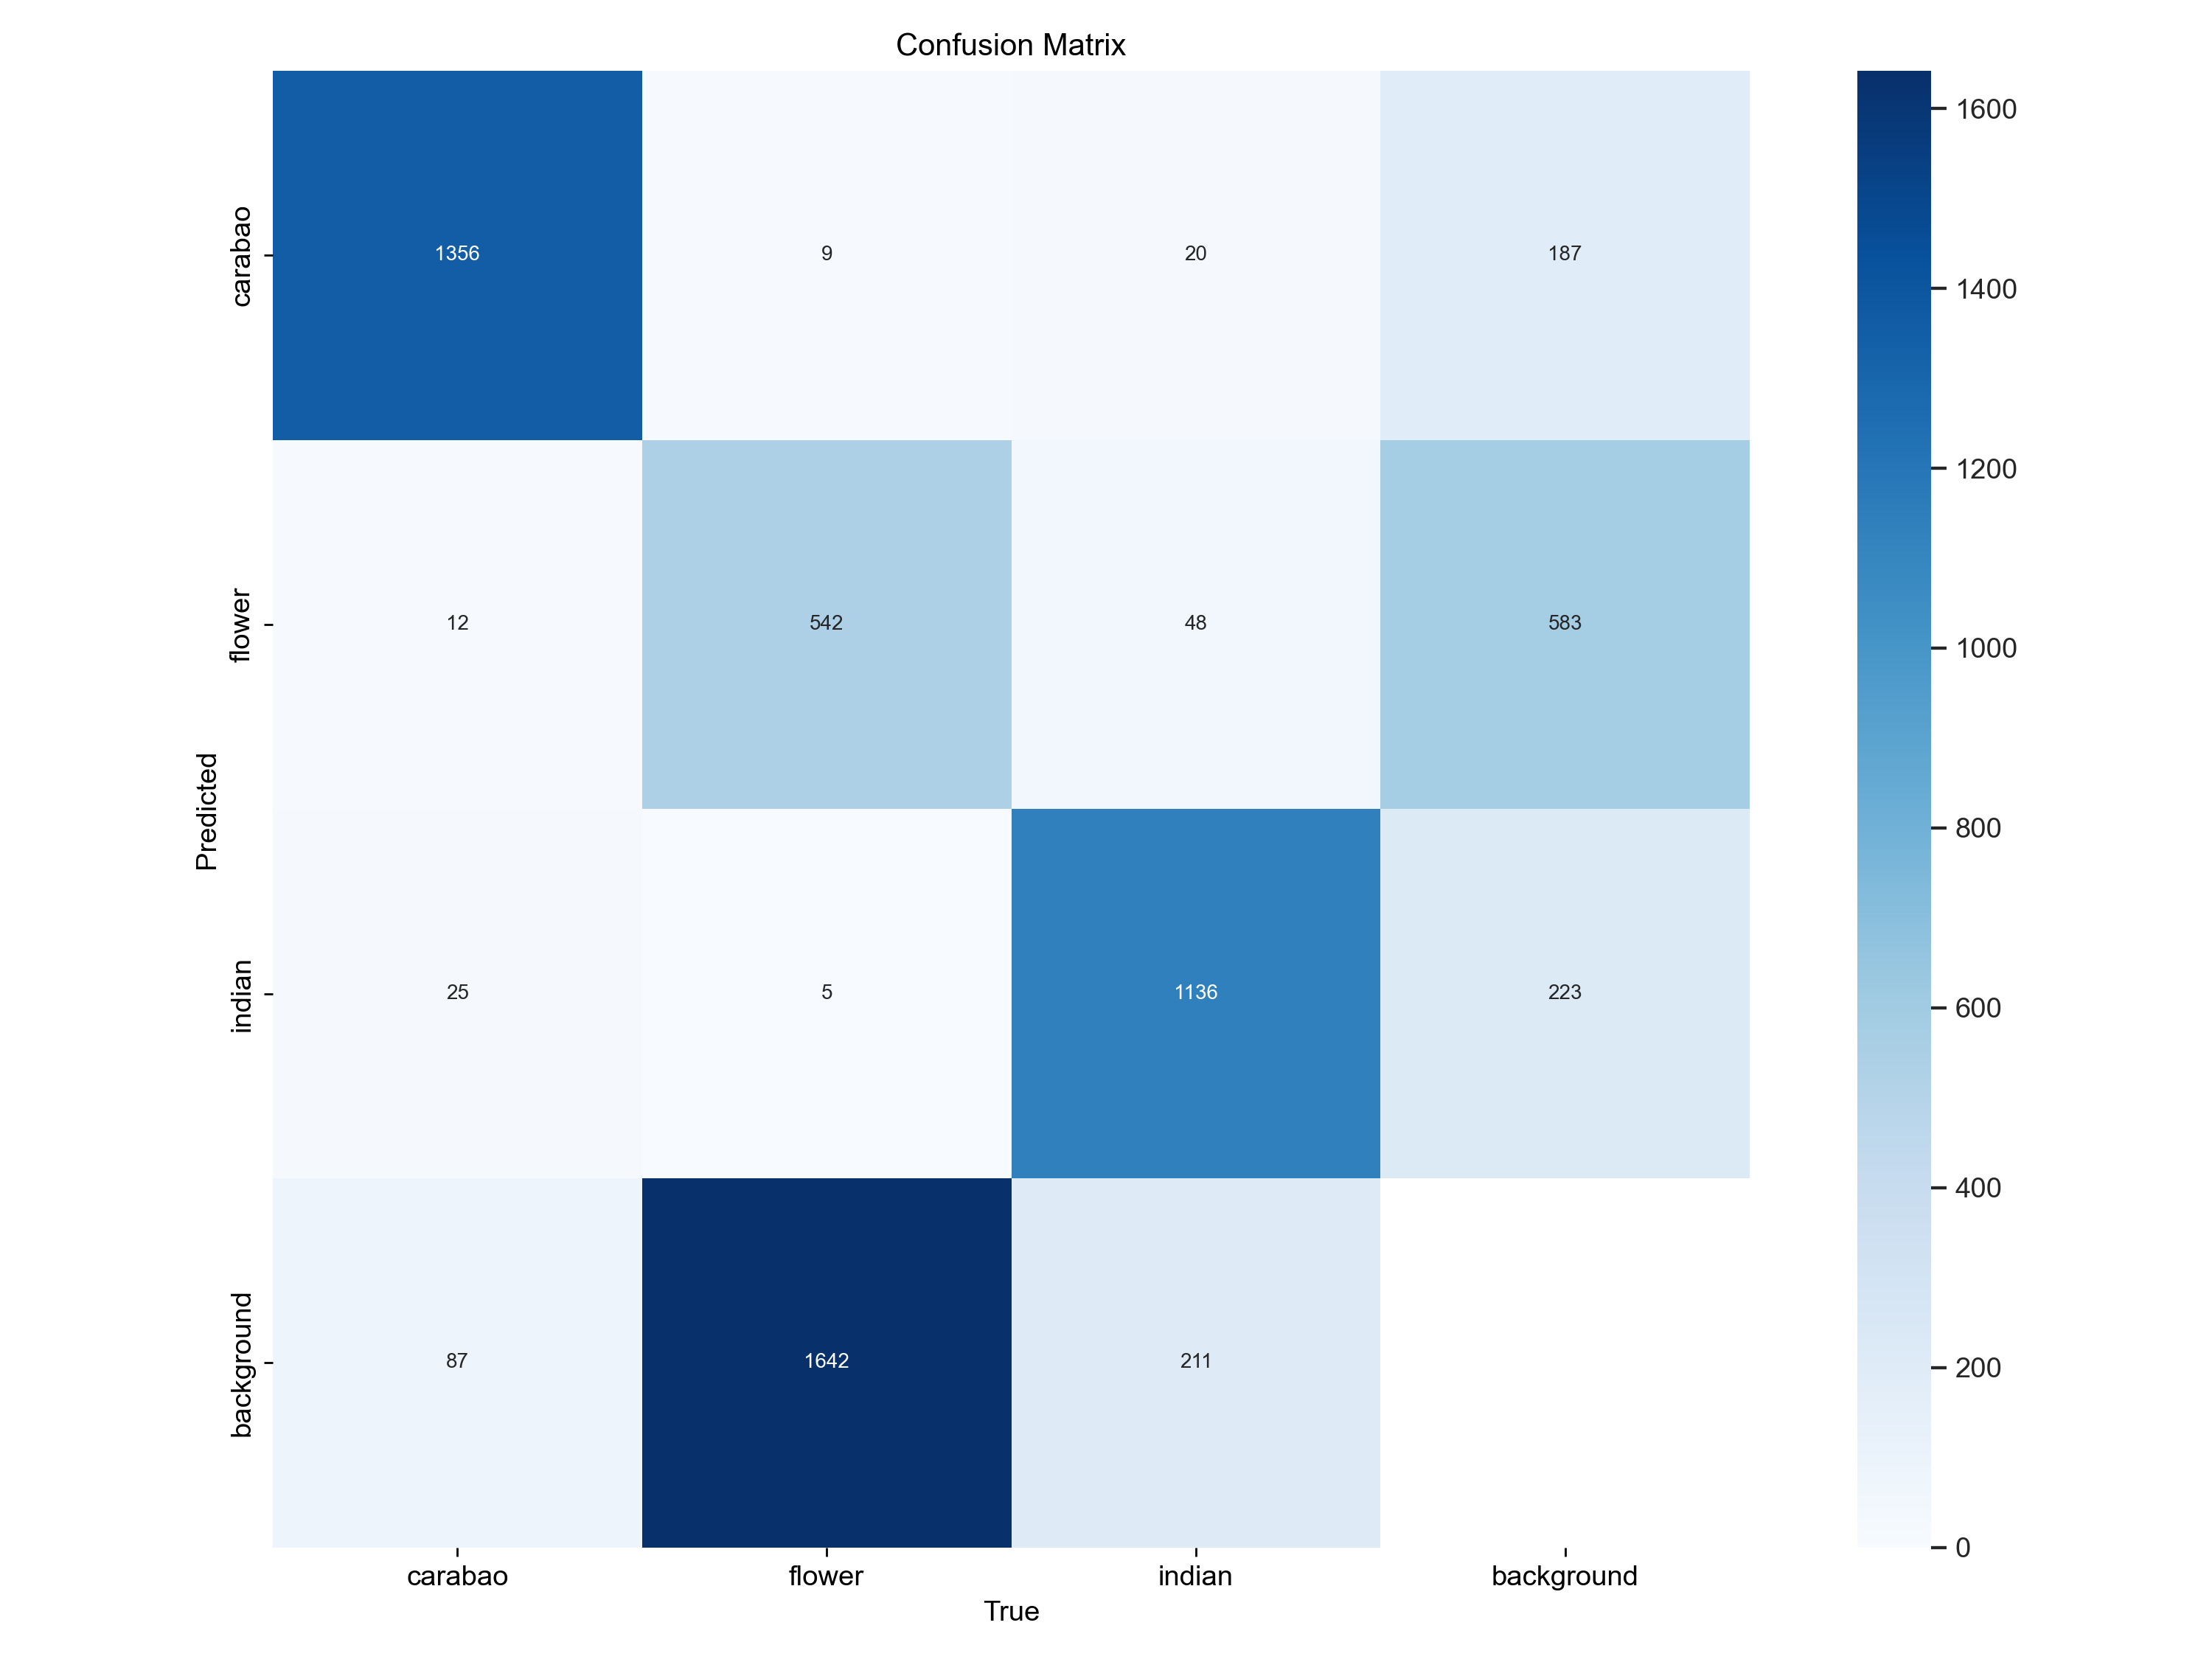 Confusion Matrix
carabao
1356
9
20
187
flower
12
542
48
583
indian
25
5
1136
223
background
87
1642
211
Predicted
carabao
flower
indian
background
True
1600
1400
1200
1000
800
600
400
200
0